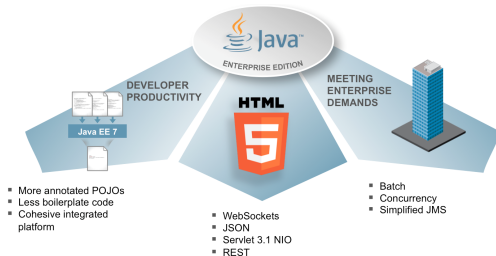 Java™
ENTERPRISE EDITION
DEVELOPER
PRODUCTIVITY
Java EE 7
HTML
5
MEETING
ENTERPRISE
DEMANDS
▪ More annotated POJOs
▪ Less boilerplate code
▪ Cohesive integrated
platform
▪ WebSockets
▪ JSON
▪ Servlet 3.1 NIO
▪ REST
▪ Batch
▪ Concurrency
▪ Simplified JMS